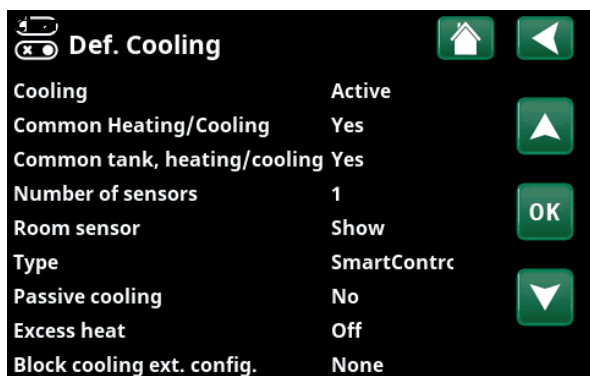 Def. Cooling
Cooling Active
Common Heating/Cooling Yes
Common tank, heating/cooling Yes
Number of sensors 1
Room sensor Show
OK
Type SmartContrc
Passive cooling No
Excess heat Off
Block cooling ext. config. None